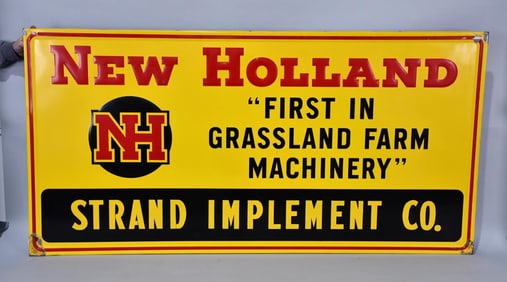 NEW HOLLAND
NH
"FIRST IN
GRASSLAND FARM
MACHINERY"
STRAND IMPLEMENT CO.